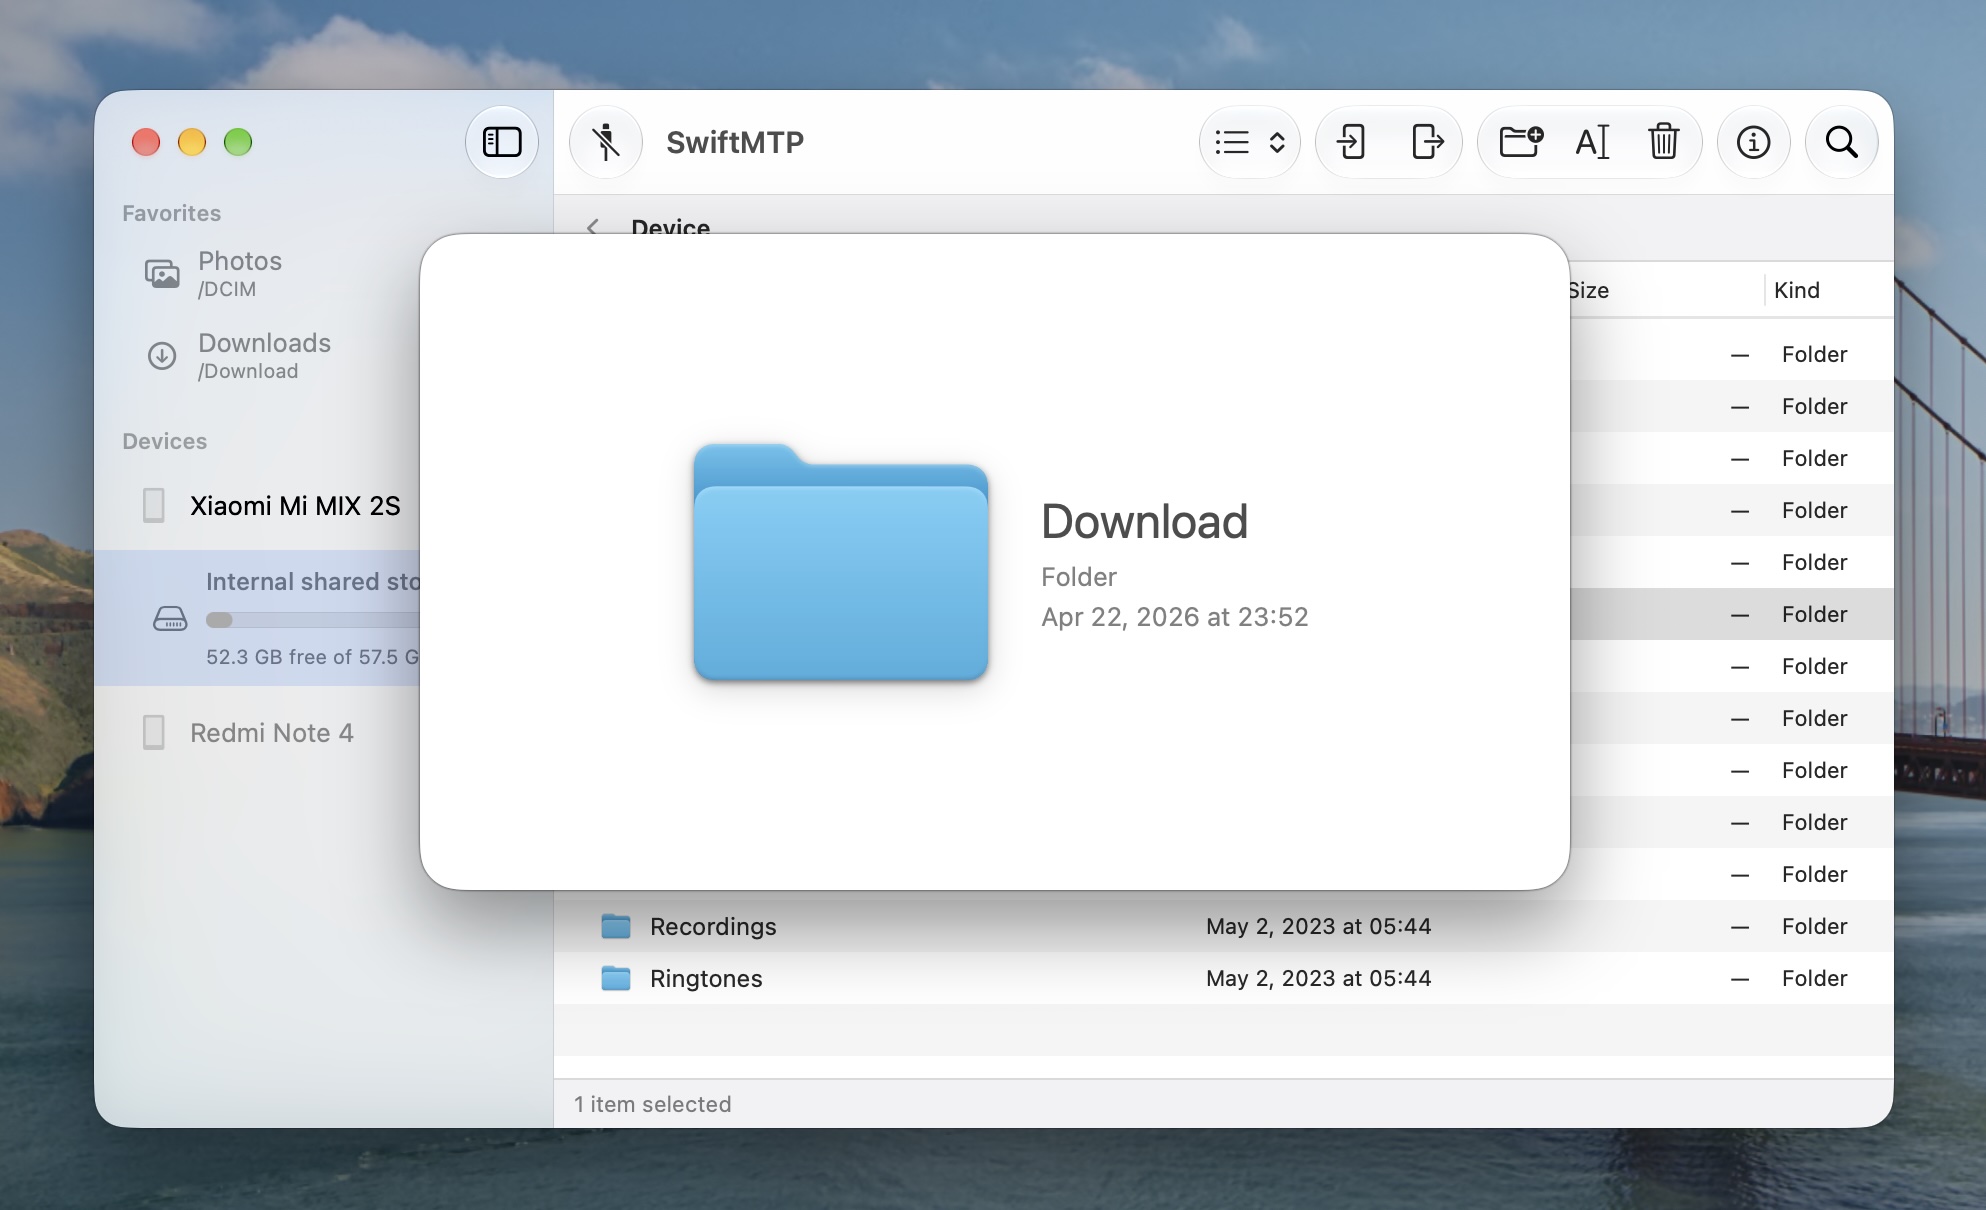 SwiftMTP
Favorites
Photos
/DCIM
Downloads
/Download
Devices
Xiaomi Mi MIX 2S
Internal shared sto
52.3 GB free of 57.5 G
Redmi Note 4
Device
Size
Kind
— Folder
— Folder
— Folder
— Folder
— Folder
— Folder
— Folder
— Folder
— Folder
— Folder
— Folder
Download
Folder
Apr 22, 2026 at 23:52
Recordings May 2, 2023 at 05:44 — Folder
Ringtones May 2, 2023 at 05:44 — Folder
1 item selected